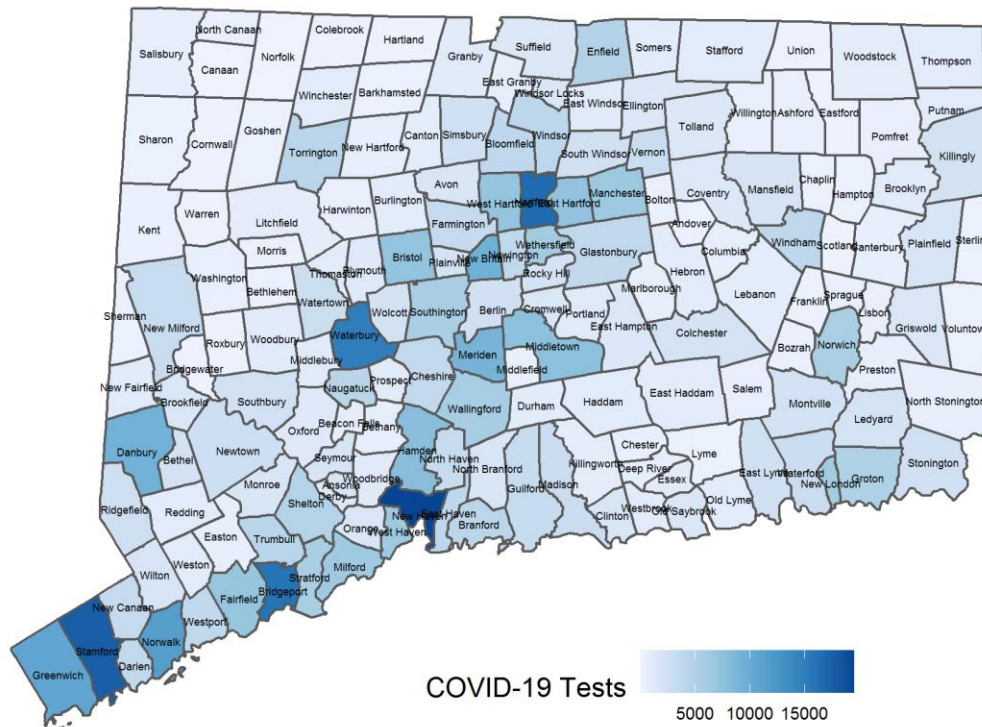 North Canaan
Colebrook
Hartland
Salisbury
Canaan
Norfolk
Granby
Suffield
Enfield
Somers
Stafford
Union
Woodstock
Thompson
East Granby
Windsor Locks
Winchester
Barkhamsted
East Windsor
Ellington
Willington
Ashford
Eastford
Putnam
Sharon
Cornwall
Goshen
Torrington
New Hartford
Canton
Simsbury
Bloomfield
Windsor
South Windsor
Vernon
Tolland
Pomfret
Killingly
Kent
Warren
Litchfield
Harwinton
Burlington
Avon
West Hartford
Hartford
East Hartford
Manchester
Bolton
Coventry
Mansfield
Chaplin
Hampton
Brooklyn
Farmington
Andover
Columbia
Windham
Scotland
Canterbury
Plainfield
Sterling
Morris
Washington
Bethlehem
Thomaston
Plymouth
Bristol
Plainville
New Britain
Newington
Wethersfield
Glastonbury
Rocky Hill
Hebron
Marlborough
Lebanon
Franklin
Sprague
Lisbon
Griswold
Voluntown
Sherman
New Milford
Roxbury
Woodbury
Watertown
Waterbury
Wolcott
Southington
Berlin
Cromwell
Portland
East Hampton
Colchester
Bozrah
Norwich
Preston
Bridgewater
Middlebury
Meriden
Middletown
Middlefield
New Fairfield
Brookfield
Southbury
Naugatuck
Prospect
Cheshire
Wallingford
Durham
Haddam
East Haddam
Salem
Montville
Ledyard
North Stonington
Danbury
Bethel
Newtown
Oxford
Beacon Falls
Bethany
Seymour
Woodbridge
Hamden
North Haven
North Branford
Guilford
Madison
Killingworth
Chester
Deep River
Essex
Lyme
East Lyme
Waterford
New London
Groton
Stonington
Ridgefield
Redding
Monroe
Ansonia
Derby
Shelton
Orange
New Haven
East Haven
West Haven
Branford
Clinton
Westbrook
Old Saybrook
Old Lyme
Wilton
Weston
Easton
Trumbull
Stratford
Milford
New Canaan
Westport
Fairfield
Bridgeport
Greenwich
Stamford
Darien
Norwalk
COVID-19 Tests
5000 10000 15000